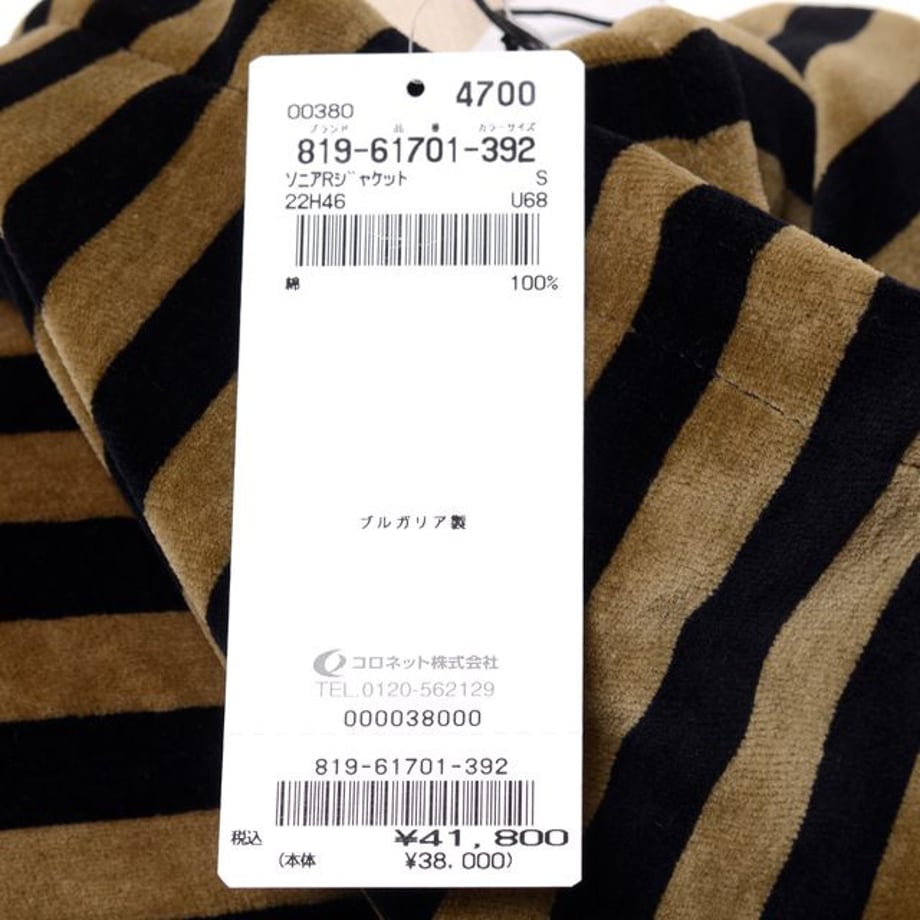 00380 4700
ブランド 品 番 カラーサイズ
819-61701-392
ソニアRジャケット S
22H46 U68
綿 100%
ブルガリア製
コロネット株式会社
TEL.0120-562129
000038000
819-61701-392
税込 ¥41,800
(本体 ¥38,000)